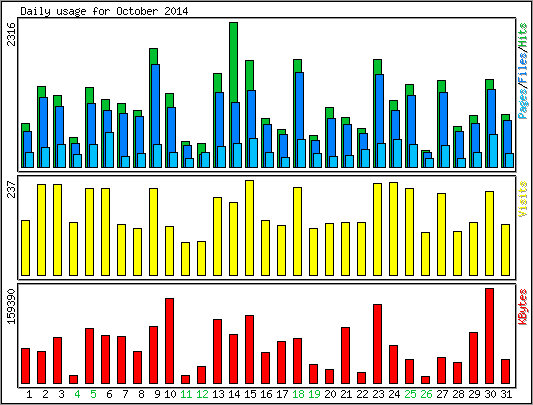 Daily usage for October 2014
2316
Pages/Files/Hits
237
Visits
159390
KBytes
1 2 3 4 5 6 7 8 9 10 11 12 13 14 15 16 17 18 19 20 21 22 23 24 25 26 27 28 29 30 31